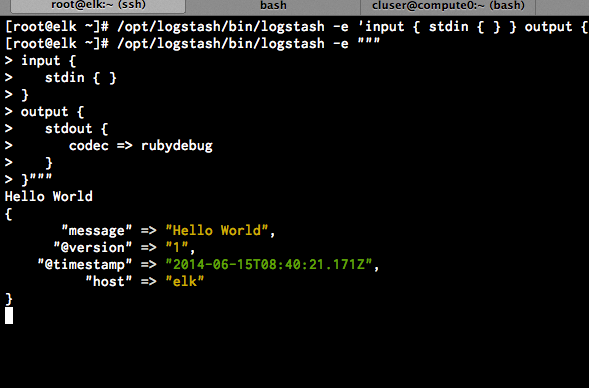 root@elk:~ (ssh) bash cluser@compute0:~ (bash)
[root@elk ~]# /opt/logstash/bin/logstash -e 'input { stdin { } } output {
[root@elk ~]# /opt/logstash/bin/logstash -e """
> input {
>    stdin { }
> }
> output {
>    stdout {
>       codec => rubydebug
>    }
> }"""
Hello World
{
       "message" => "Hello World",
      "@version" => "1",
    "@timestamp" => "2014-06-15T08:40:21.171Z",
          "host" => "elk"
}